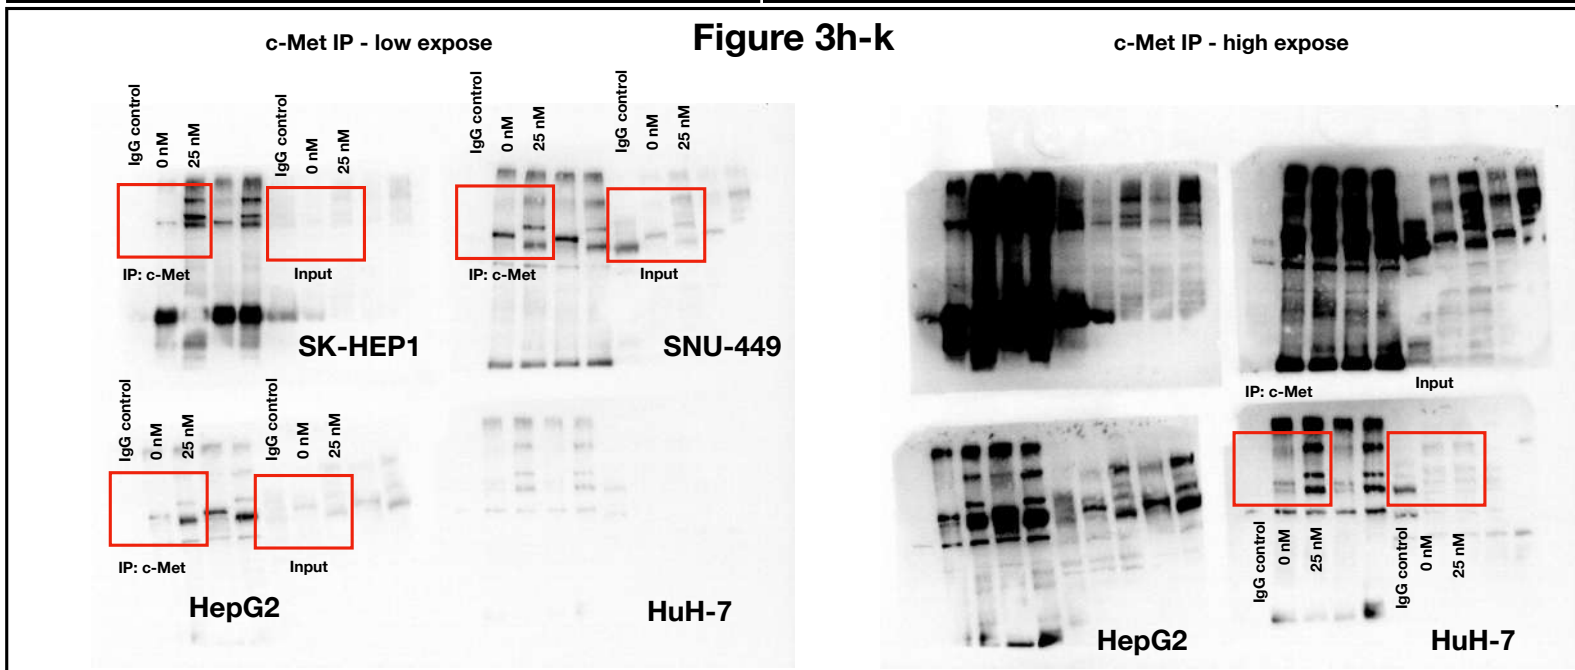 Figure 3h-k
c-Met IP - low expose
c-Met IP - high expose
IgG control
0 nM
25 nM
IgG control
0 nM
25 nM
IP: c-Met
Input
SK-HEP1
IgG control
0 nM
25 nM
IgG control
0 nM
25 nM
IP: c-Met
Input
SNU-449
IgG control
0 nM
25 nM
IgG control
0 nM
25 nM
IP: c-Met
Input
HepG2
HuH-7
IP: c-Met
Input
IgG control
0 nM
25 nM
IgG control
0 nM
25 nM
HepG2
HuH-7